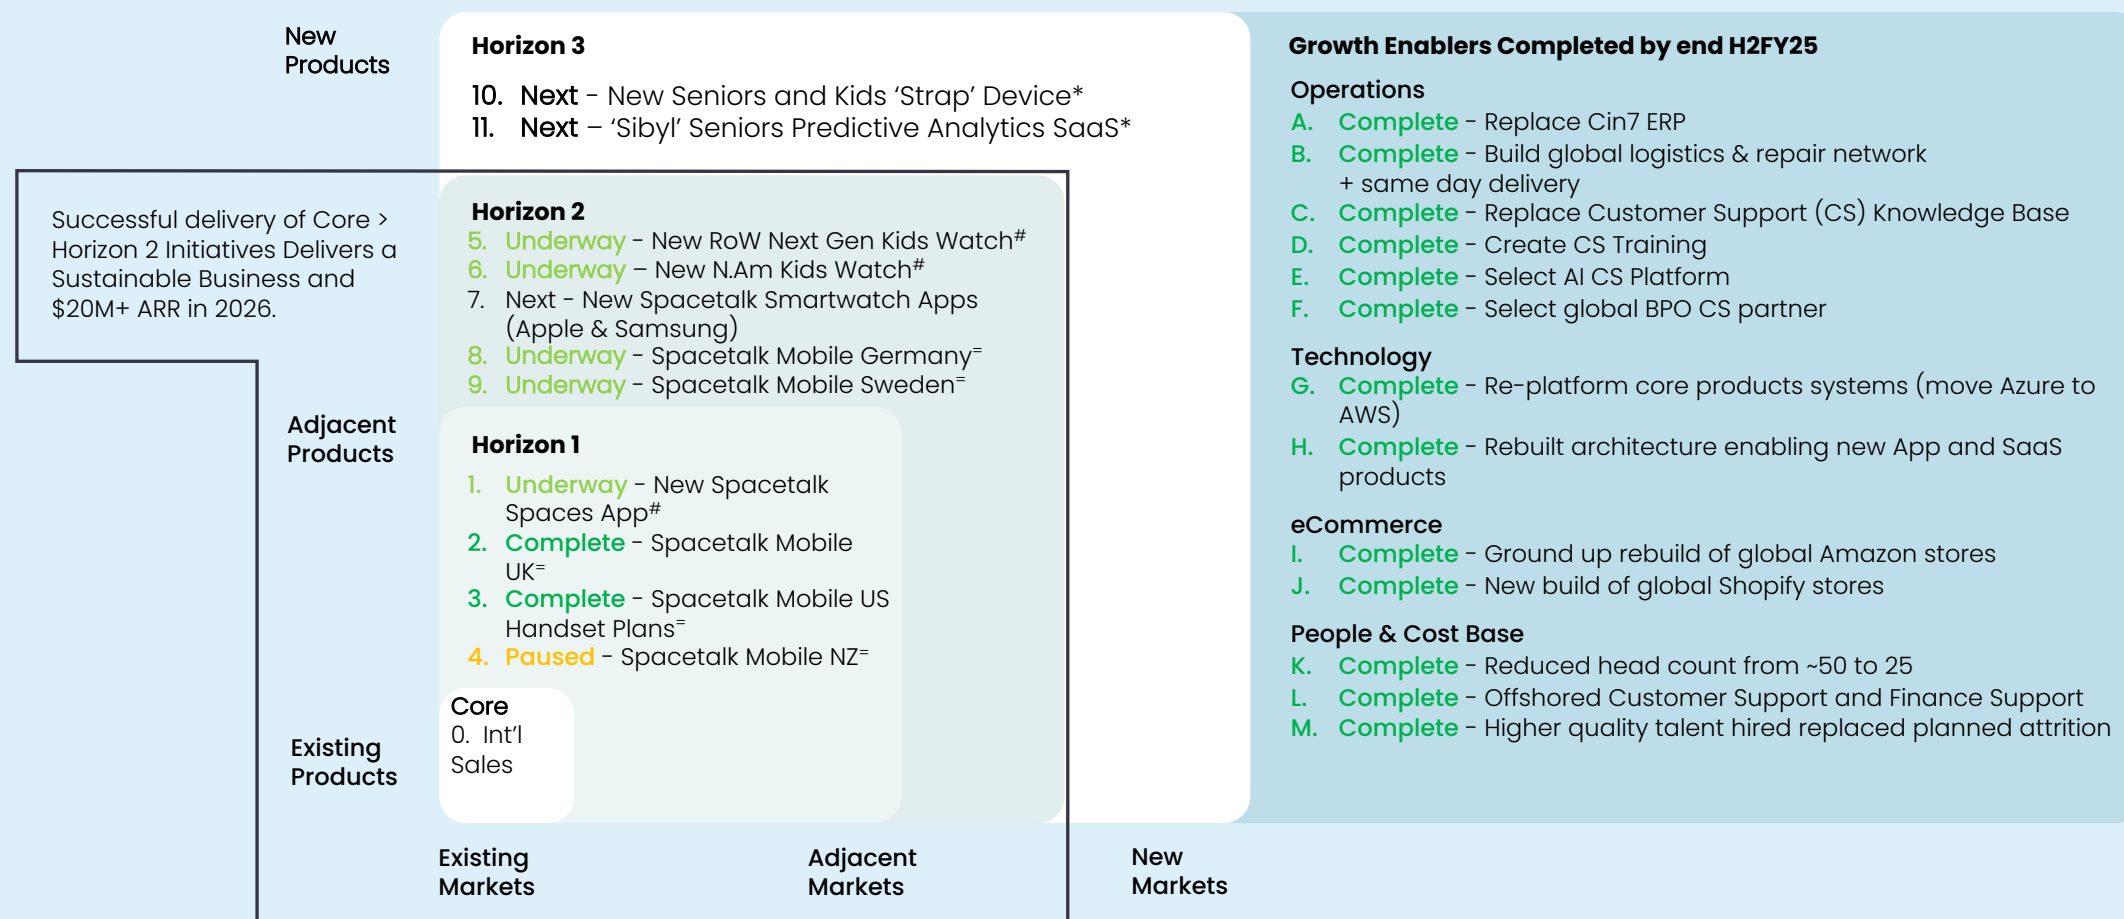 New
Products
Horizon 3
10. Next - New Seniors and Kids ‘Strap’ Device*
11. Next – ‘Sibyl’ Seniors Predictive Analytics SaaS*
Successful delivery of Core >
Horizon 2 Initiatives Delivers a
Sustainable Business and
$20M+ ARR in 2026.
Horizon 2
5. Underway - New RoW Next Gen Kids Watch#
6. Underway – New N.Am Kids Watch#
7. Next - New Spacetalk Smartwatch Apps
(Apple & Samsung)
8. Underway - Spacetalk Mobile Germany=
9. Underway - Spacetalk Mobile Sweden=
Adjacent
Products
Horizon 1
1. Underway - New Spacetalk
Spaces App#
2. Complete - Spacetalk Mobile
UK=
3. Complete - Spacetalk Mobile US
Handset Plans=
4. Paused - Spacetalk Mobile NZ=
Existing
Products
Core
0. Int’l
Sales
Existing
Markets
Adjacent
Markets
New
Markets
Growth Enablers Completed by end H2FY25
Operations
A. Complete - Replace Cin7 ERP
B. Complete - Build global logistics & repair network
+ same day delivery
C. Complete - Replace Customer Support (CS) Knowledge Base
D. Complete - Create CS Training
E. Complete - Select AI CS Platform
F. Complete - Select global BPO CS partner
Technology
G. Complete - Re-platform core products systems (move Azure to
AWS)
H. Complete - Rebuilt architecture enabling new App and SaaS
products
eCommerce
I. Complete - Ground up rebuild of global Amazon stores
J. Complete - New build of global Shopify stores
People & Cost Base
K. Complete - Reduced head count from ~50 to 25
L. Complete - Offshored Customer Support and Finance Support
M. Complete - Higher quality talent hired replaced planned attrition